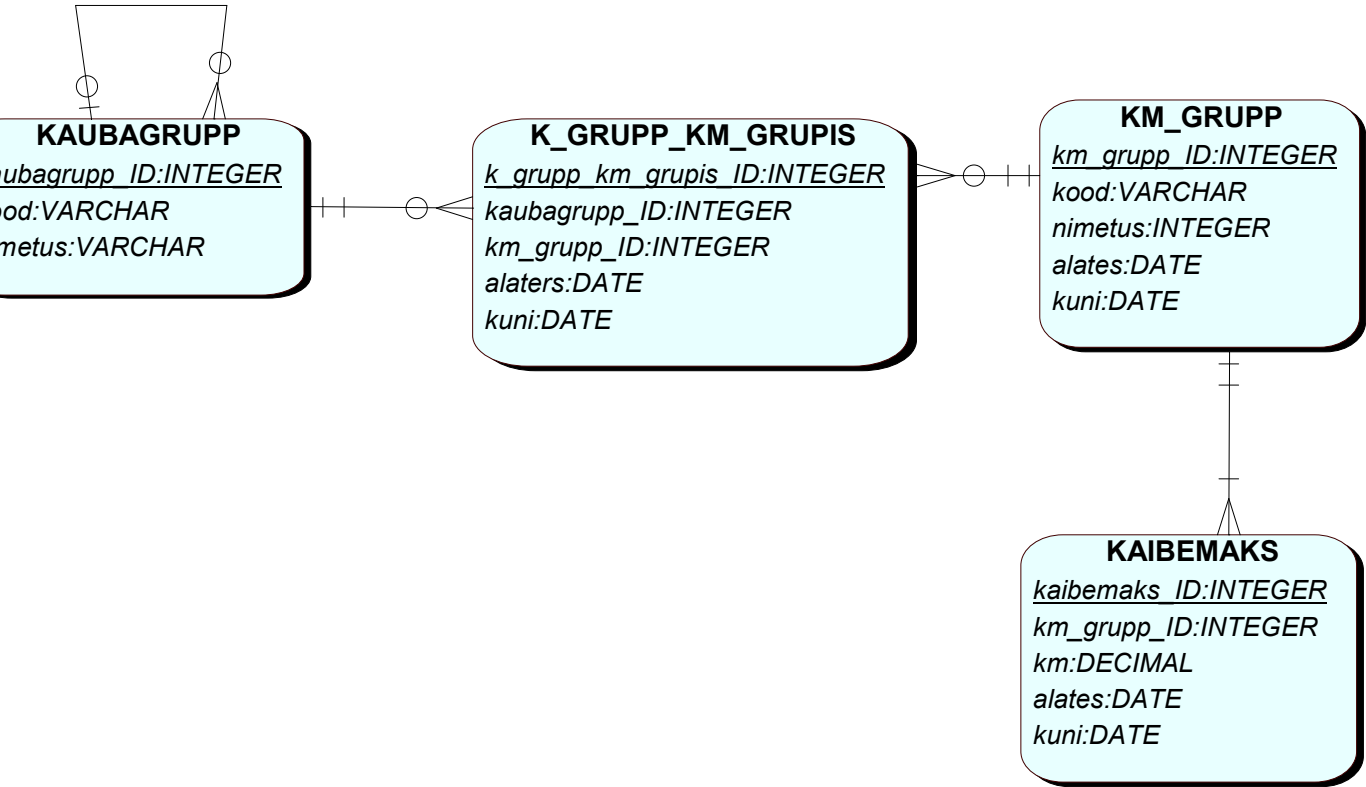 KAUBAGRUPP
ubagrupp_ID:INTEGER
ood:VARCHAR
metus:VARCHAR
K_GRUPP_KM_GRUPIS
k_grupp_km_grupis_ID:INTEGER
kaubagrupp_ID:INTEGER
km_grupp_ID:INTEGER
alaters:DATE
kuni:DATE
KM_GRUPP
km_grupp_ID:INTEGER
kood:VARCHAR
nimetus:INTEGER
alates:DATE
kuni:DATE
KAIBEMAKS
kaibemaks_ID:INTEGER
km_grupp_ID:INTEGER
km:DECIMAL
alates:DATE
kuni:DATE